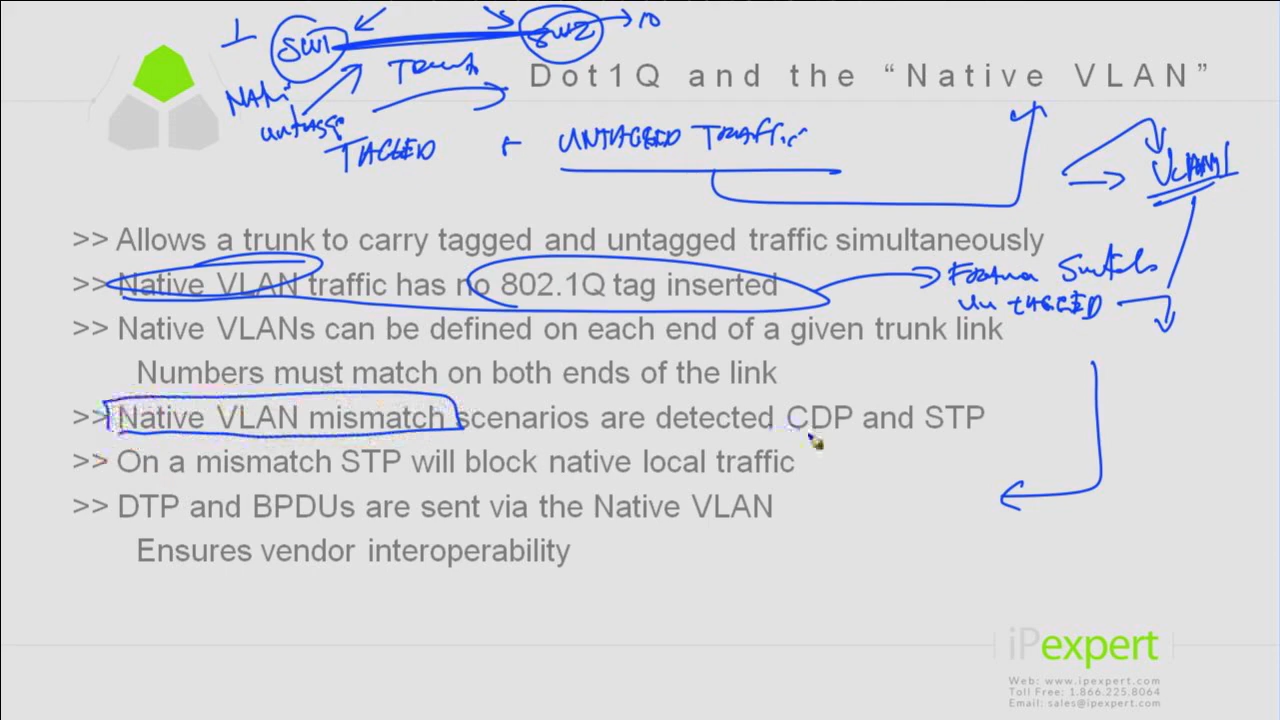 1
SW1
SW2
10
Trunk
Dot1Q and the “Native VLAN”
TAGGED + UNTAGGED TRAFFIC
VLAN1
>> Allows a trunk to carry tagged and untagged traffic simultaneously
>> Native VLAN traffic has no 802.1Q tag inserted
UNTAGGED
>> Native VLANs can be defined on each end of a given trunk link
Numbers must match on both ends of the link
>> Native VLAN mismatch scenarios are detected CDP and STP
>> On a mismatch STP will block native local traffic
>> DTP and BPDUs are sent via the Native VLAN
Ensures vendor interoperability
iPexpert
Web: www.ipexpert.com
Toll Free: 1.866.225.8064
Email: sales@ipexpert.com